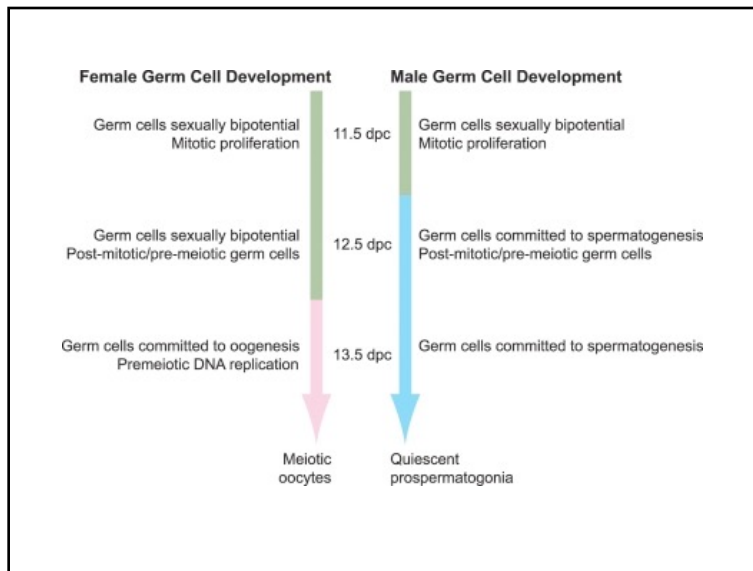 Female Germ Cell Development
Male Germ Cell Development
Germ cells sexually bipotential
Mitotic proliferation
11.5 dpc
Germ cells sexually bipotential
Mitotic proliferation
Germ cells sexually bipotential
Post-mitotic/pre-meiotic germ cells
12.5 dpc
Germ cells committed to spermatogenesis
Post-mitotic/pre-meiotic germ cells
Germ cells committed to oogenesis
Premeiotic DNA replication
13.5 dpc
Germ cells committed to spermatogenesis
Meiotic
oocytes
Quiescent
prospermatogonia